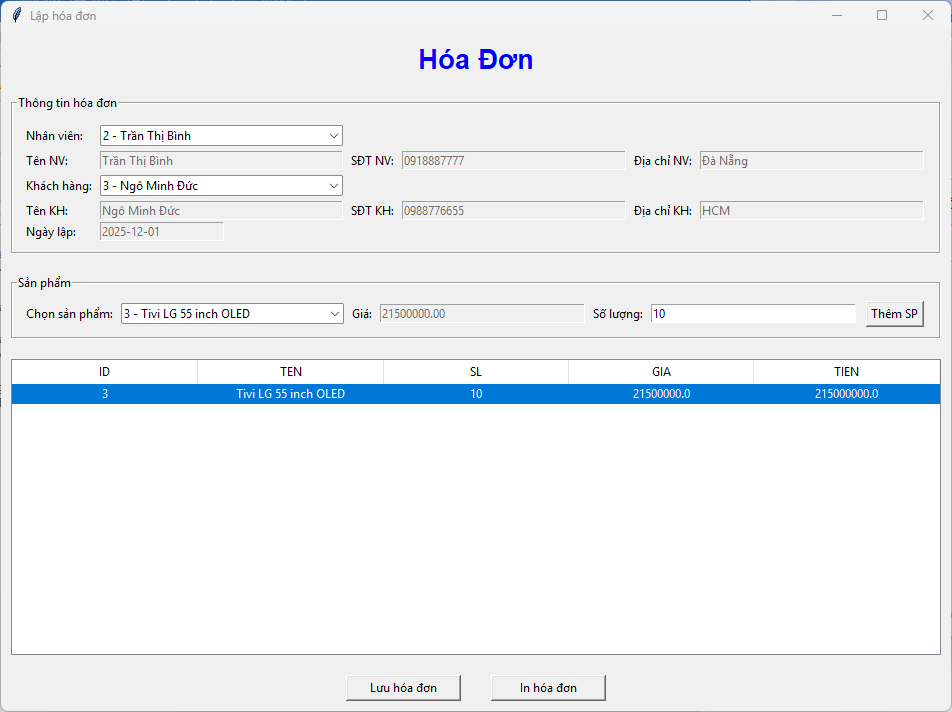 Lập hóa đơn
Hóa Đơn
Thông tin hóa đơn
Nhân viên: 2 - Trần Thị Bình
Tên NV: Trần Thị Bình SĐT NV: 0918887777 Địa chỉ NV: Đà Nẵng
Khách hàng: 3 - Ngô Minh Đức
Tên KH: Ngô Minh Đức SĐT KH: 0988776655 Địa chỉ KH: HCM
Ngày lập: 2025-12-01
Sản phẩm
Chọn sản phẩm: 3 - Tivi LG 55 inch OLED Giá: 21500000.00 Số lượng: 10 Thêm SP
ID TEN SL GIA TIEN
3 Tivi LG 55 inch OLED 10 21500000.0 215000000.0
Lưu hóa đơn In hóa đơn